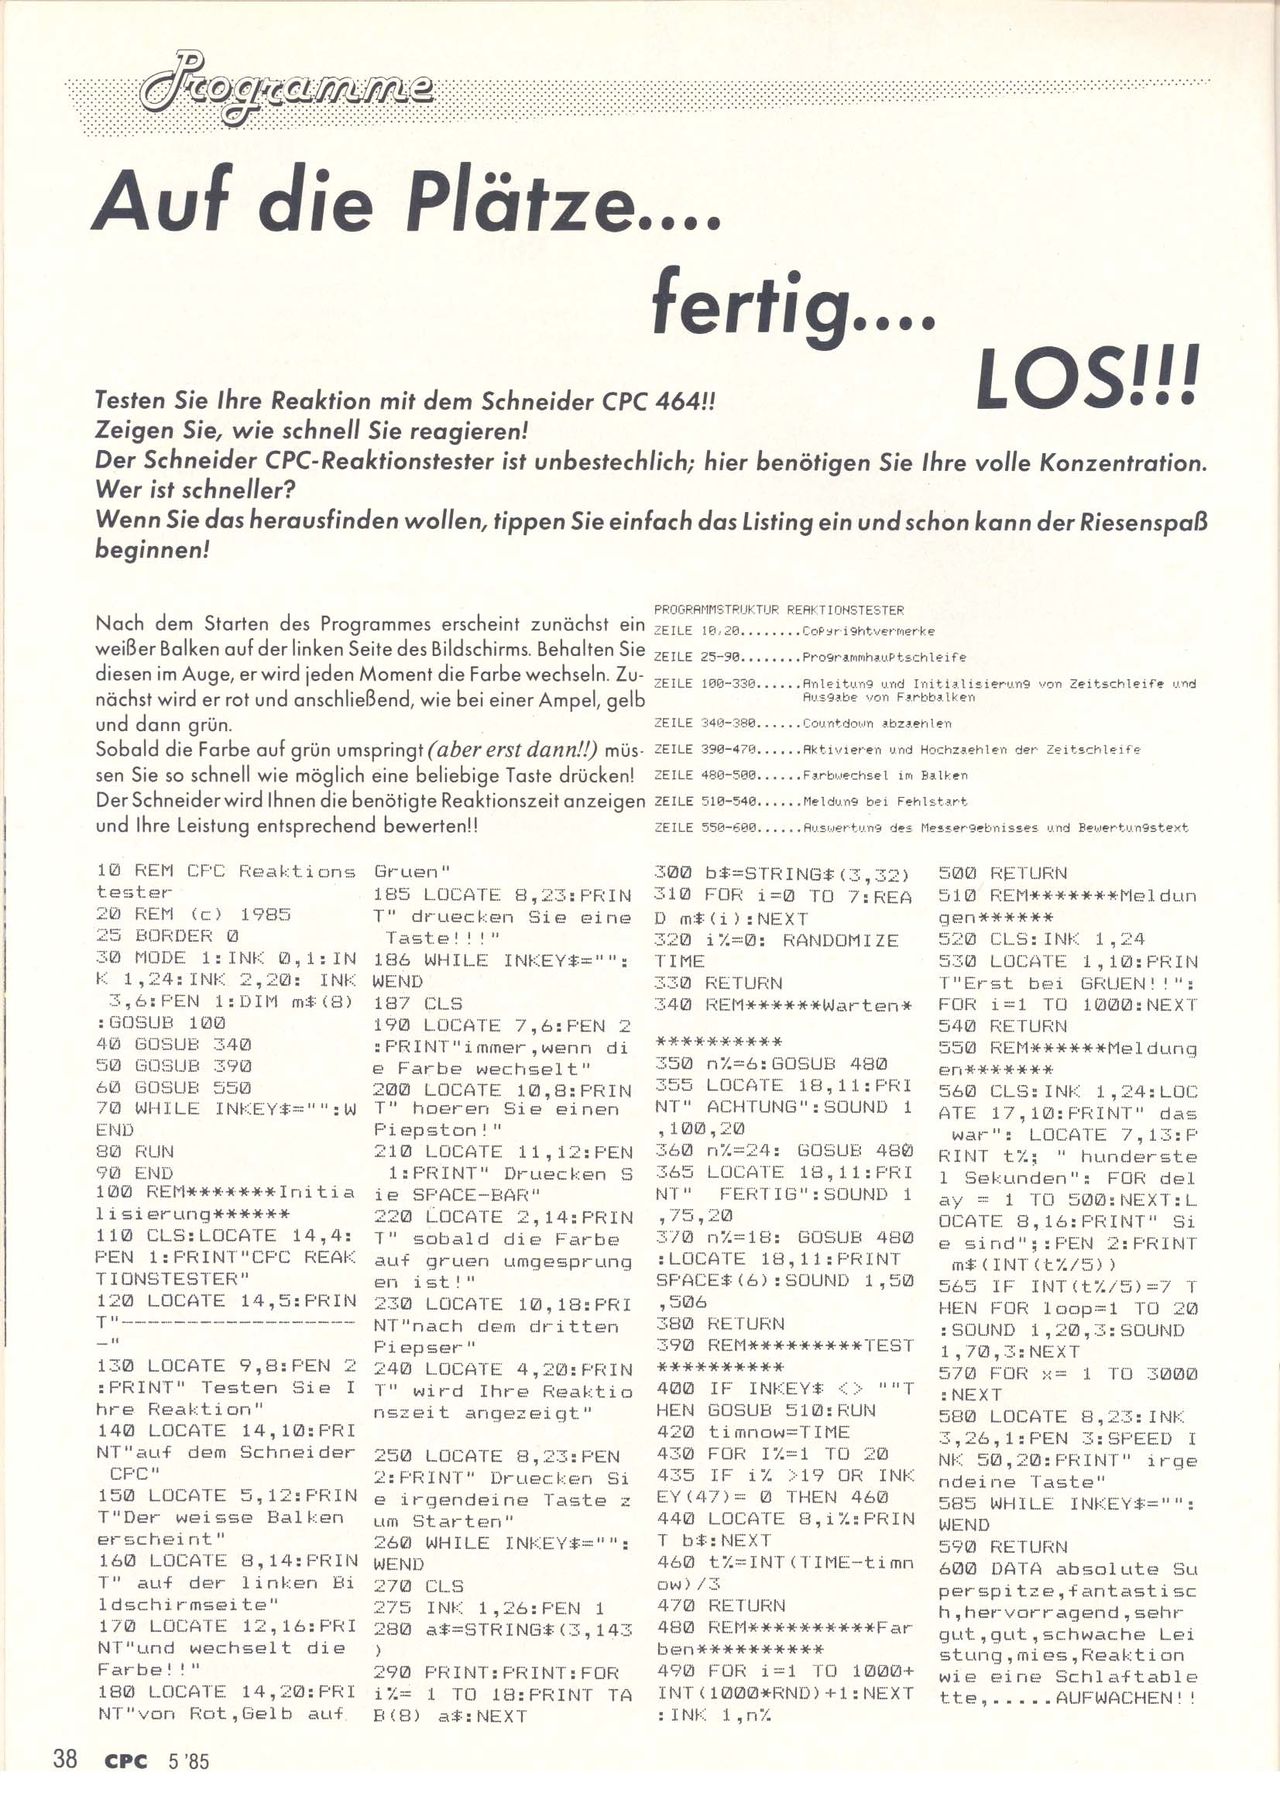 Programme
Auf die Plätze....
fertig....
LOS!!!
Testen Sie Ihre Reaktion mit dem Schneider CPC 464!!
Zeigen Sie, wie schnell Sie reagieren!
Der Schneider CPC-Reaktionstester ist unbestechlich; hier benötigen Sie Ihre volle Konzentration.
Wer ist schneller?
Wenn Sie das herausfinden wollen, tippen Sie einfach das Listing ein und schon kann der Riesenspaß
beginnen!
Nach dem Starten des Programmes erscheint zunächst ein
weißer Balken auf der linken Seite des Bildschirms. Behalten Sie
diesen im Auge, er wird jeden Moment die Farbe wechseln. Zu-
nächst wird er rot und anschließend, wie bei einer Ampel, gelb
und dann grün.
Sobald die Farbe auf grün umspringt (aber erst dann!!) müs-
sen Sie so schnell wie möglich eine beliebige Taste drücken!
Der Schneider wird Ihnen die benötigte Reaktionszeit anzeigen
und Ihre Leistung entsprechend bewerten!!
PROGRAMMSTRUKTUR REAKTIONSTESTER
ZEILE 10,20........Copyrightvermerke
ZEILE 25-90........Programmhauptschleife
ZEILE 100-330......Anleitung und Initialisierung von Zeitschleife und
Ausgabe von Farbbalken
ZEILE 340-380......Countdown abzaehlen
ZEILE 390-470......Aktivieren und Hochzaehlen der Zeitschleife
ZEILE 480-500......Farbwechsel im Balken
ZEILE 510-540......Meldung bei Fehlstart
ZEILE 550-600......Auswertung des Messergebnisses und Bewertungstext
10 REM CPC Reaktions
tester
20 REM (c) 1985
25 BORDER 0
30 MODE 1:INK 0,1:IN
K 1,24:INK 2,20: INK
 3,6:PEN 1:DIM m$(8)
:GOSUB 100
40 GOSUB 340
50 GOSUB 390
60 GOSUB 550
70 WHILE INKEY$="":W
END
80 RUN
90 END
100 REM*******Initia
lisierung******
110 CLS:LOCATE 14,4:
PEN 1:PRINT"CPC REAK
TIONSTESTER"
120 LOCATE 14,5:PRIN
T"------------------
-"
130 LOCATE 9,8:PEN 2
:PRINT" Testen Sie I
hre Reaktion"
140 LOCATE 14,10:PRI
NT"auf dem Schneider
 CPC"
150 LOCATE 5,12:PRIN
T"Der weisse Balken
erscheint"
160 LOCATE 8,14:PRIN
T" auf der linken Bi
ldschirmseite"
170 LOCATE 12,16:PRI
NT"und wechselt die
Farbe!!"
180 LOCATE 14,20:PRI
NT"von Rot,Gelb auf
Gruen"
185 LOCATE 8,23:PRIN
T" druecken Sie eine
 Taste!!!"
186 WHILE INKEY$="":
WEND
187 CLS
190 LOCATE 7,6:PEN 2
:PRINT"immer,wenn di
e Farbe wechselt"
200 LOCATE 10,8:PRIN
T" hoeren Sie einen
Piepston!"
210 LOCATE 11,12:PEN
 1:PRINT" Druecken S
ie SPACE-BAR"
220 LOCATE 2,14:PRIN
T" sobald die Farbe
auf gruen umgesprung
en ist!"
230 LOCATE 10,18:PRI
NT"nach dem dritten
Piepser"
240 LOCATE 4,20:PRIN
T" wird Ihre Reaktio
nszeit angezeigt"
250 LOCATE 8,23:PEN
2:PRINT" Druecken Si
e irgendeine Taste z
um Starten"
260 WHILE INKEY$="":
WEND
270 CLS
275 INK 1,26:PEN 1
280 a$=STRING$(3,143
)
290 PRINT:PRINT:FOR
i%= 1 TO 18:PRINT TA
B(8) a$:NEXT
300 b$=STRING$(3,32)
310 FOR i=0 TO 7:REA
D m$(i):NEXT
320 i%=0: RANDOMIZE
TIME
330 RETURN
340 REM******Warten*
**********
350 n%=6:GOSUB 480
355 LOCATE 18,11:PRI
NT" ACHTUNG":SOUND 1
,100,20
360 n%=24: GOSUB 480
365 LOCATE 18,11:PRI
NT"  FERTIG":SOUND 1
,75,20
370 n%=18: GOSUB 480
:LOCATE 18,11:PRINT
SPACE$(6):SOUND 1,50
,506
380 RETURN
390 REM*********TEST
**********
400 IF INKEY$ <> ""T
HEN GOSUB 510:RUN
420 timnow=TIME
430 FOR I%=1 TO 20
435 IF i% >19 OR INK
EY(47)= 0 THEN 460
440 LOCATE 8,i%:PRIN
T b$:NEXT
460 t%=INT(TIME-timn
ow)/3
470 RETURN
480 REM**********Far
ben**********
490 FOR i=1 TO 1000+
INT(1000*RND)+1:NEXT
:INK 1,n%
500 RETURN
510 REM*******Meldun
gen******
520 CLS:INK 1,24
530 LOCATE 1,10:PRIN
T"Erst bei GRUEN!!":
FOR i=1 TO 1000:NEXT
540 RETURN
550 REM******Meldung
en*******
560 CLS:INK 1,24:LOC
ATE 17,10:PRINT" das
 war": LOCATE 7,13:P
RINT t%; " hunderste
l Sekunden": FOR del
ay = 1 TO 500:NEXT:L
OCATE 8,16:PRINT" Si
e sind";:PEN 2:PRINT
 m$(INT(t%/5))
565 IF INT(t%/5)=7 T
HEN FOR loop=1 TO 20
:SOUND 1,20,3:SOUND
1,70,3:NEXT
570 FOR x= 1 TO 3000
:NEXT
580 LOCATE 8,23:INK
3,26,1:PEN 3:SPEED I
NK 50,20:PRINT" irge
ndeine Taste"
585 WHILE INKEY$="":
WEND
590 RETURN
600 DATA absolute Su
perspitze,fantastisc
h,hervorragend,sehr
gut,gut,schwache Lei
stung,mies,Reaktion
wie eine Schlaftable
tte,.....AUFWACHEN!!
38 CPC 5'85